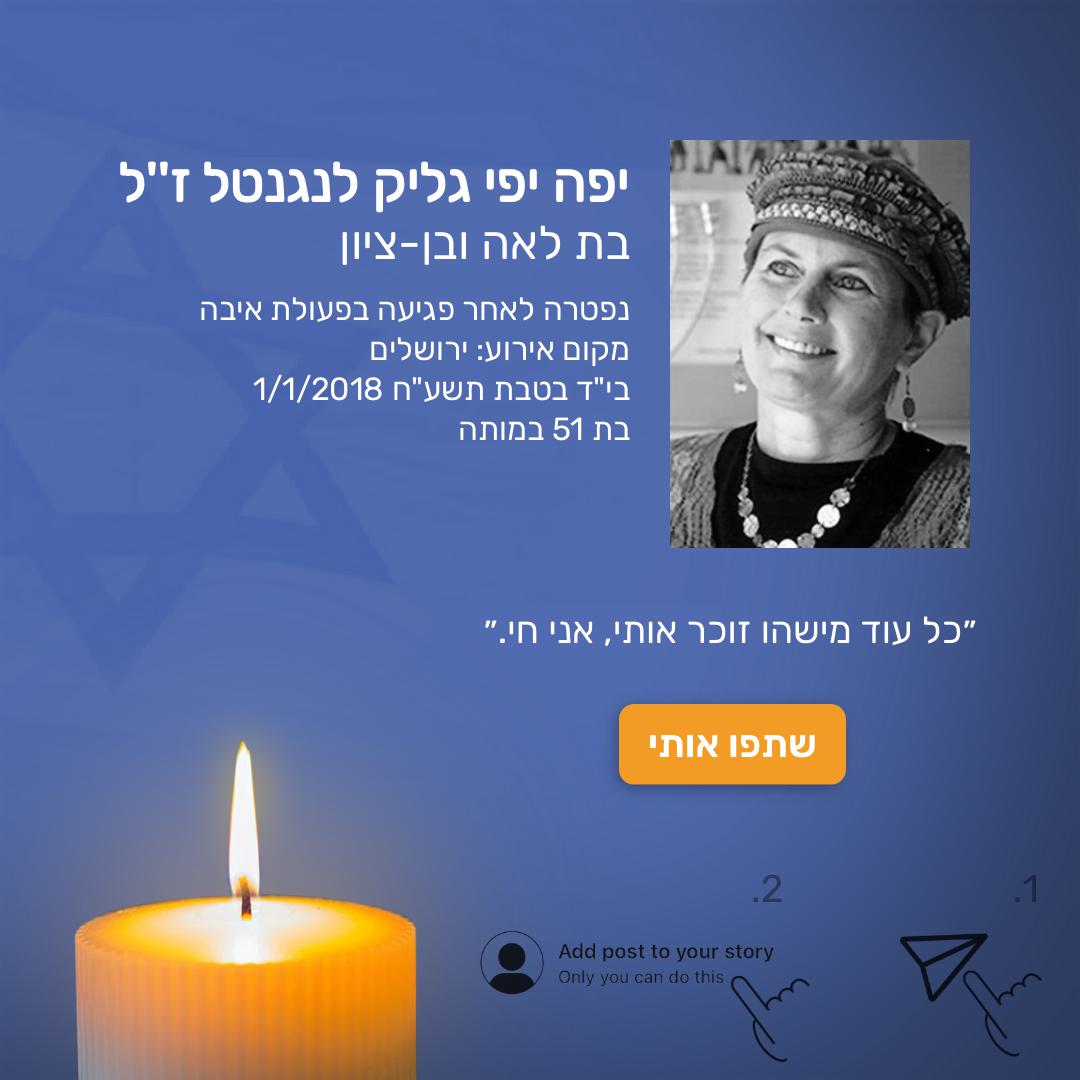 יפה יפי גליק לנגנטל ז"ל
בת לאה ובן-ציון
נפטרה לאחר פגיעה בפעולת איבה
מקום אירוע: ירושלים
בי"ד בטבת תשע"ח 1/1/2018
בת 51 במותה
״כל עוד מישהו זוכר אותי, אני חי.״
שתפו אותי
1.
2.
Add post to your story
Only you can do this